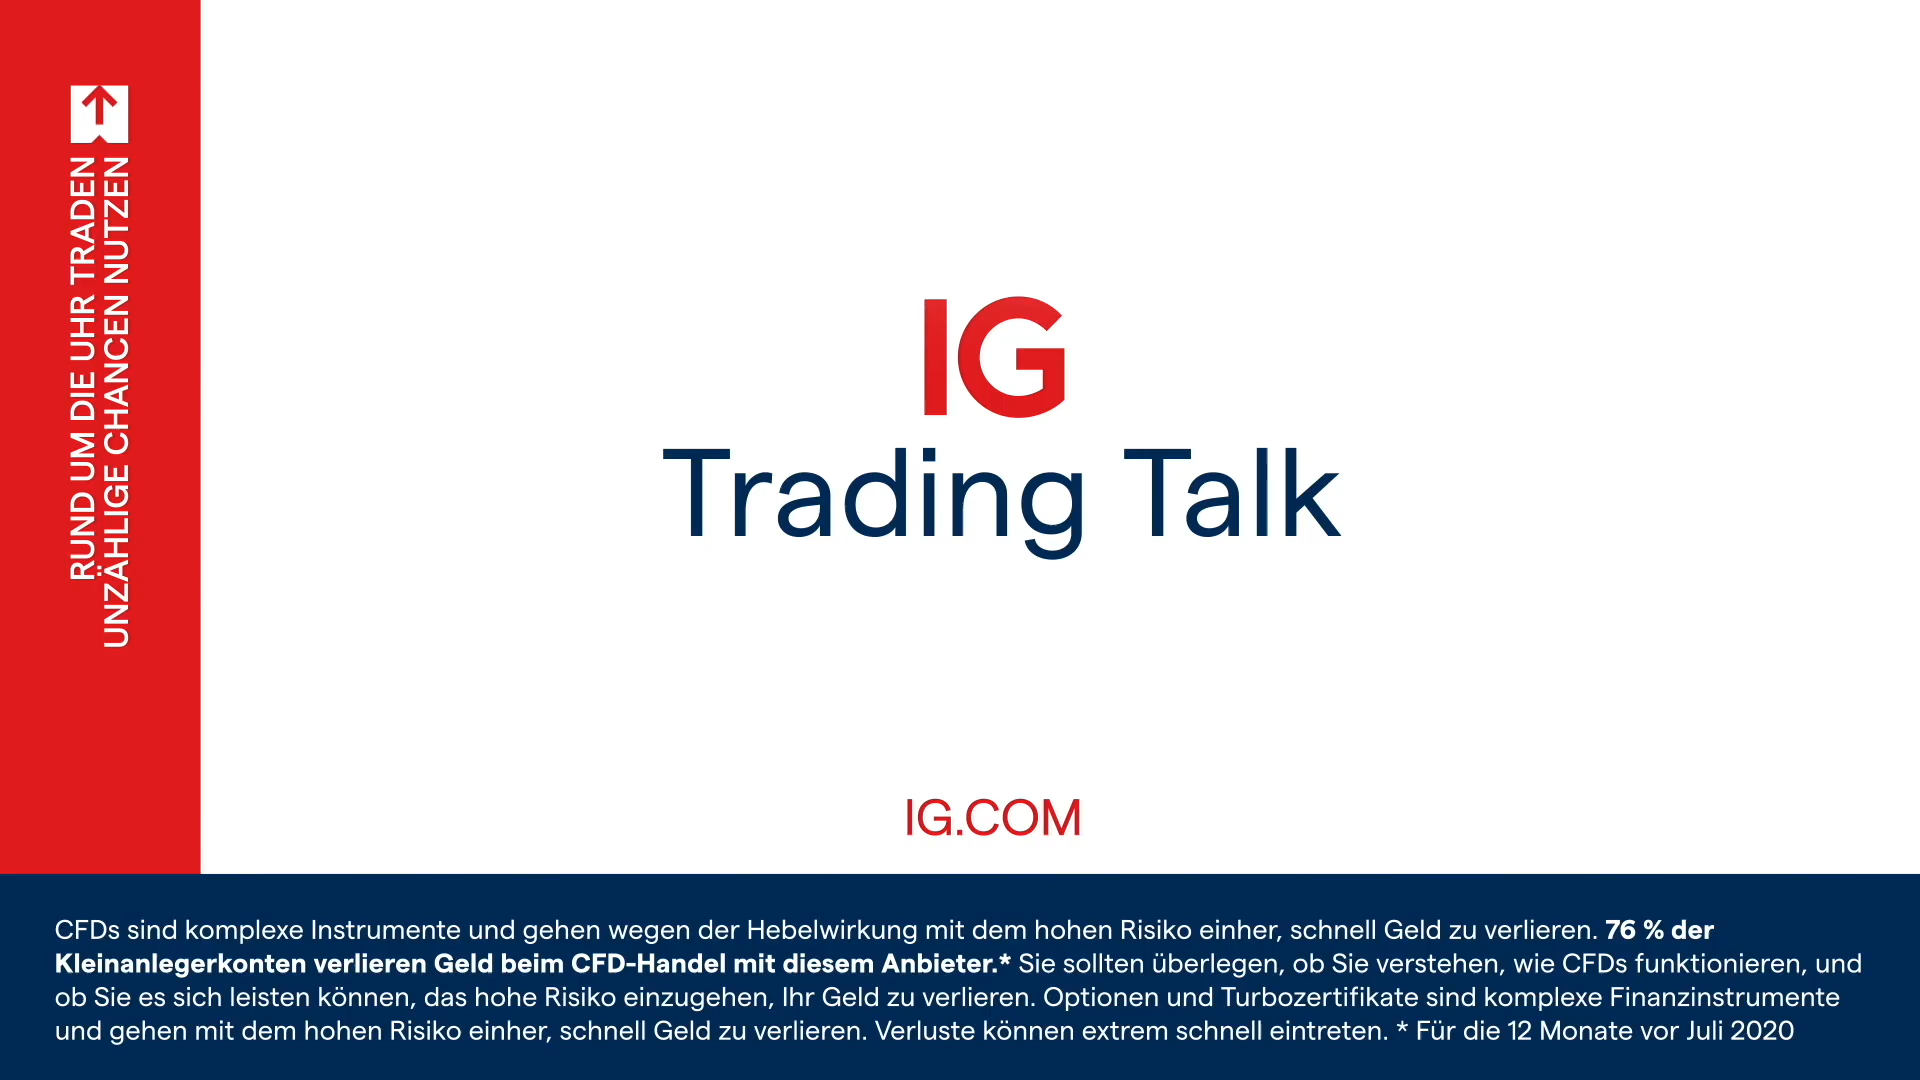 RUND UM DIE UHR TRADEN
UNZÄHLIGE CHANCEN NUTZEN
IG
Trading Talk
IG.COM
CFDs sind komplexe Instrumente und gehen wegen der Hebelwirkung mit dem hohen Risiko einher, schnell Geld zu verlieren. 76 % der
Kleinanlegerkonten verlieren Geld beim CFD-Handel mit diesem Anbieter.* Sie sollten überlegen, ob Sie verstehen, wie CFDs funktionieren, und
ob Sie es sich leisten können, das hohe Risiko einzugehen, Ihr Geld zu verlieren. Optionen und Turbozertifikate sind komplexe Finanzinstrumente
und gehen mit dem hohen Risiko einher, schnell Geld zu verlieren. Verluste können extrem schnell eintreten. * Für die 12 Monate vor Juli 2020